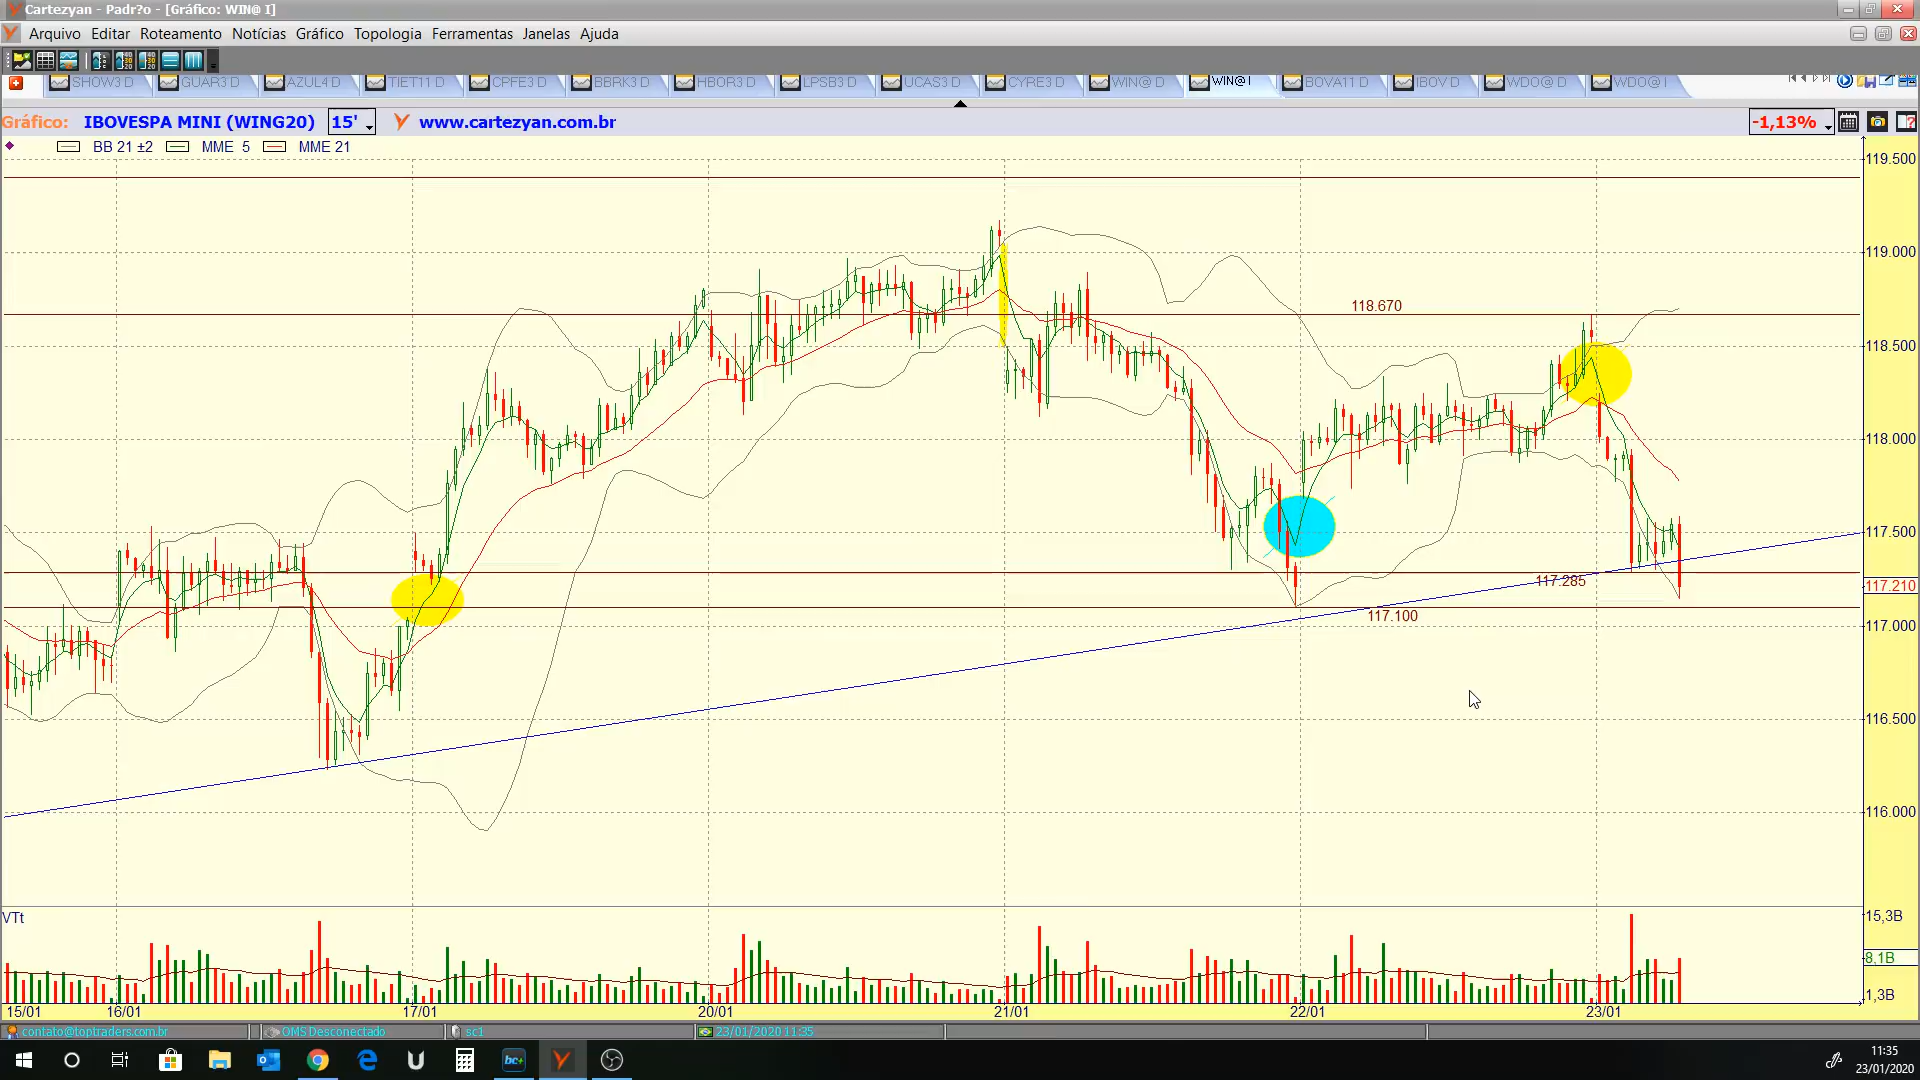 Cartezyan - Padr?o - [Gráfico: WIN@ I]
Arquivo Editar Roteamento Notícias Gráfico Topologia Ferramentas Janelas Ajuda
SHOW3 D GUAR3 D AZUL4 D TIET11 D CPFE3 D BBRK3 D HBOR3 D LPSB3 D UCAS3 D CYRE3 D WIN@ D WIN@ I BOVA11 D IBOV D WDO@ D WDO@ I
Gráfico: IBOVESPA MINI (WING20) 15' www.cartezyan.com.br -1,13%
BB 21 ±2 MME 5 MME 21
119.500
119.000
118.670
118.500
118.000
117.500
117.285
117.210
117.100
117.000
116.500
116.000
VTt
15,3B
8,1B
1,3B
15/01 16/01 17/01 20/01 21/01 22/01 23/01
contato@toptraders.com.br OMS Desconectado sc1 23/01/2020 11:35
bc+
11:35
23/01/2020